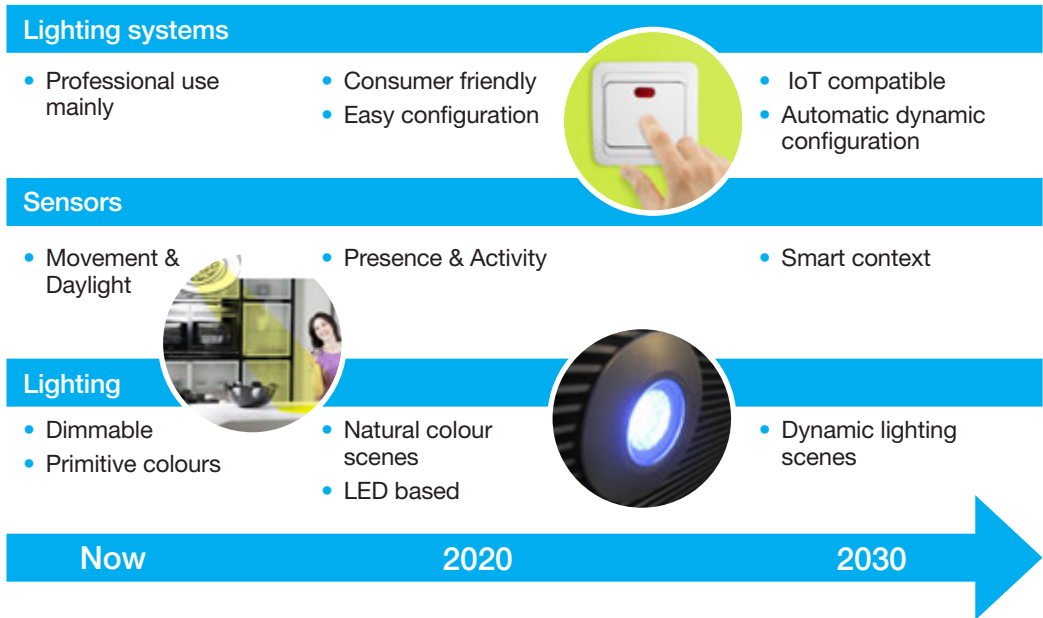 Lighting systems
• Professional use
mainly
• Consumer friendly
• Easy configuration
• IoT compatible
• Automatic dynamic
configuration
Sensors
• Movement &
Daylight
• Presence & Activity
• Smart context
Lighting
• Dimmable
• Primitive colours
• Natural colour
scenes
• LED based
• Dynamic lighting
scenes
Now
2020
2030